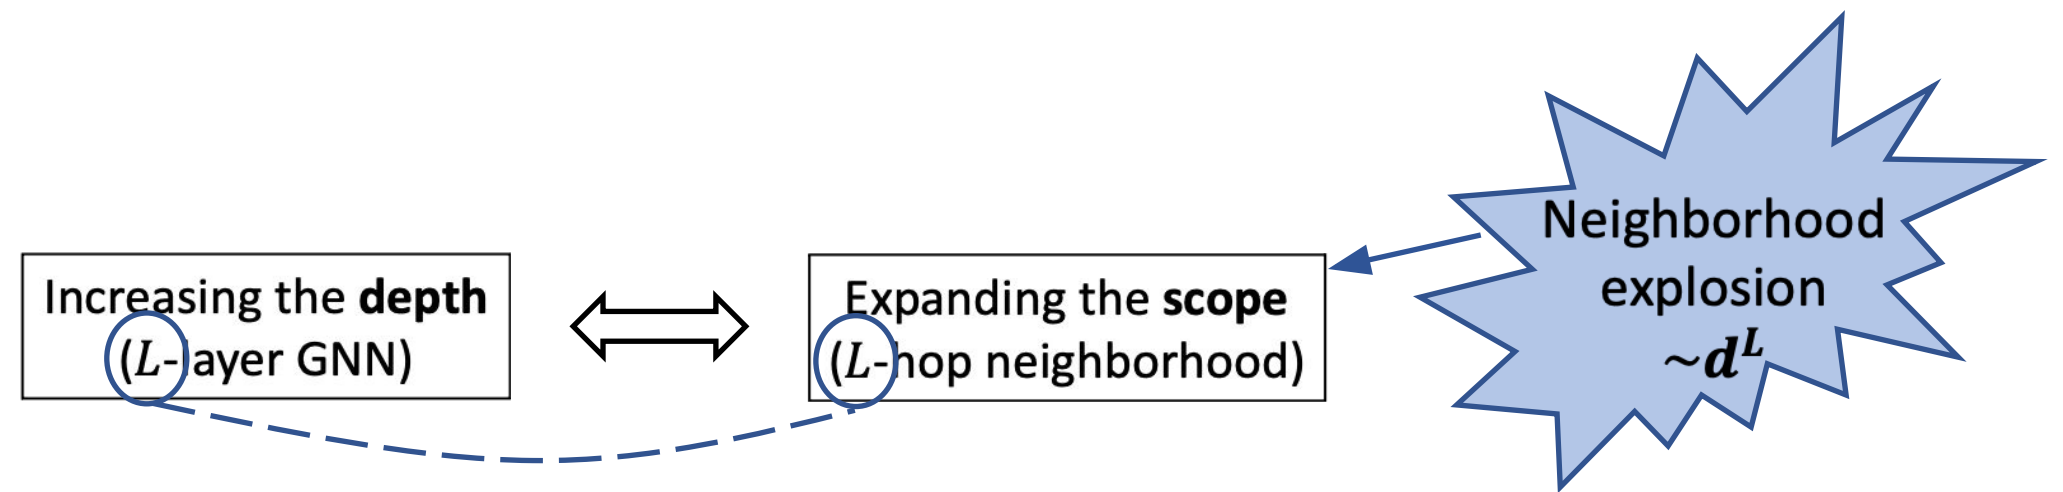 Increasing the depth
(L-layer GNN)
Expanding the scope
(L-hop neighborhood)
Neighborhood
explosion
~d^L